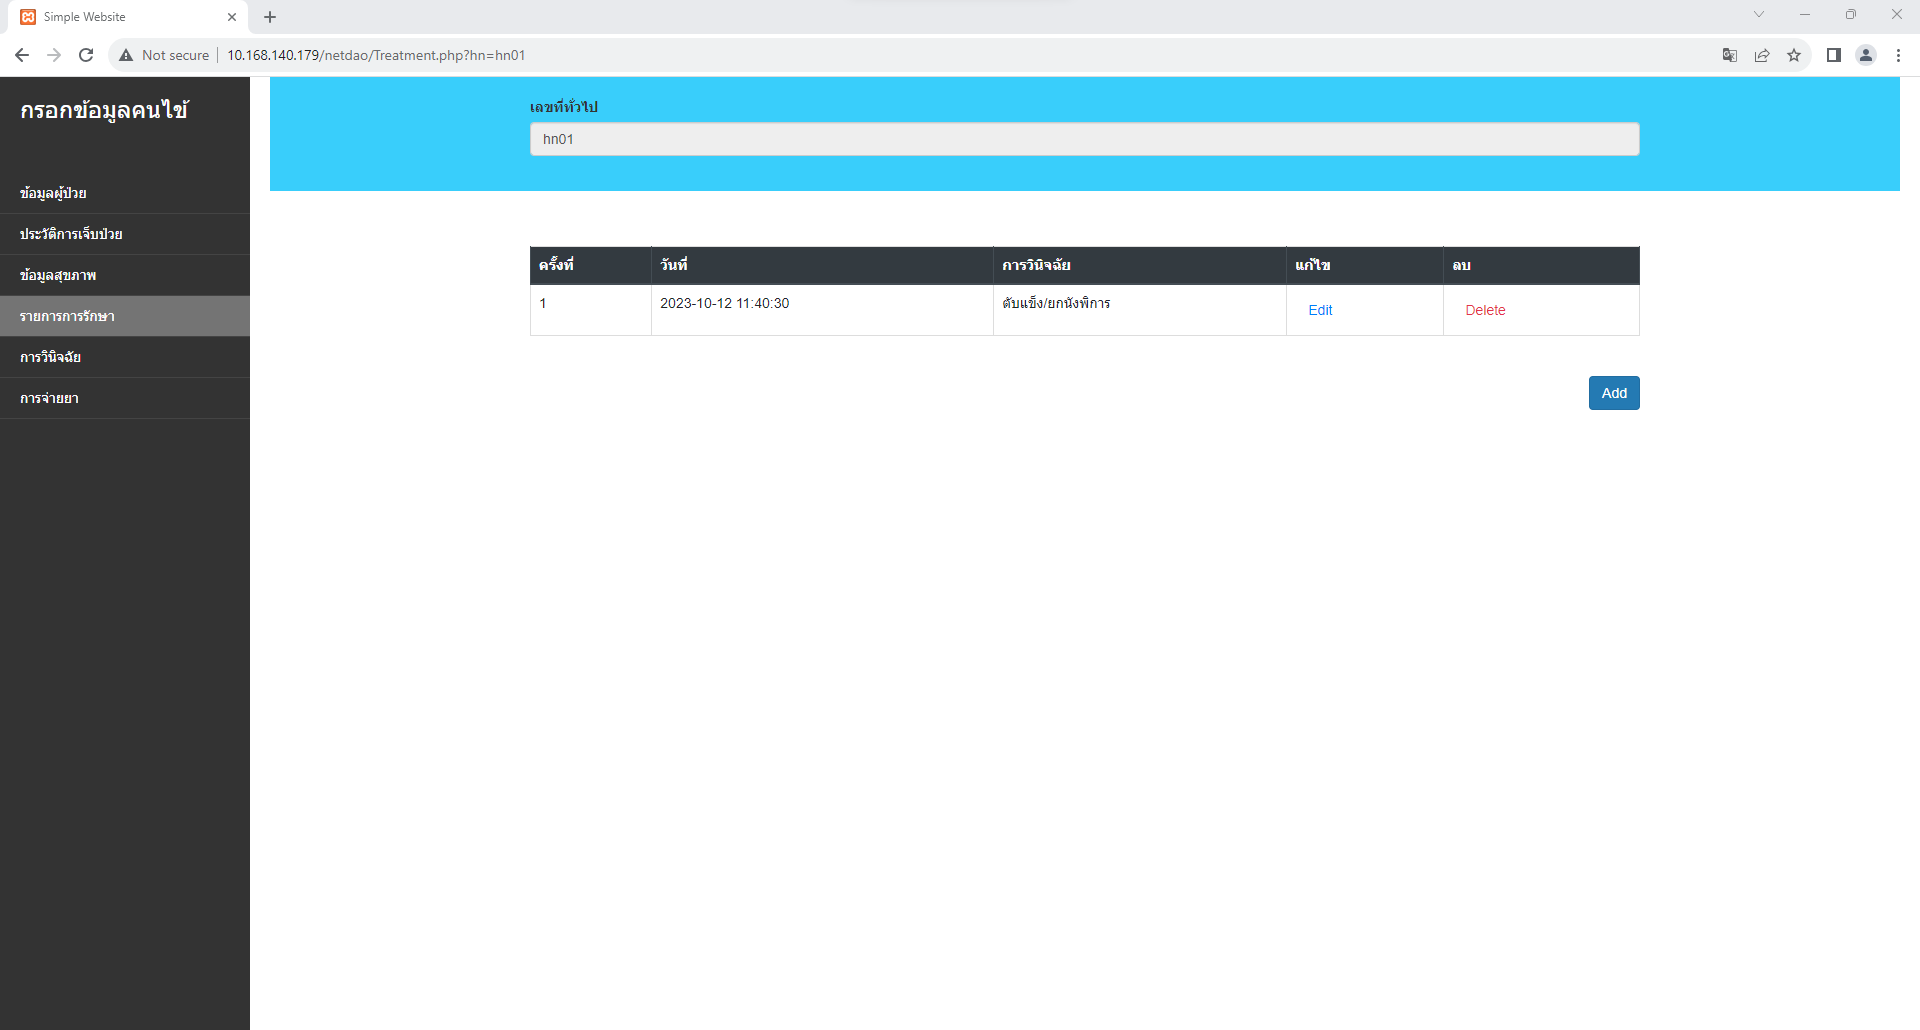 Simple Website
Not secure
10.168.140.179/netdao/Treatment.php?hn=hn01
กรอกข้อมูลคนไข้
ข้อมูลผู้ป่วย
ประวัติการเจ็บป่วย
ข้อมูลสุขภาพ
รายการการรักษา
การวินิจฉัย
การจ่ายยา
เลขที่ทั่วไป
hn01
ครั้งที่ วันที่ การวินิจฉัย แก้ไข ลบ
1 2023-10-12 11:40:30 ตับแข็ง/ยกนังพิการ Edit Delete
Add